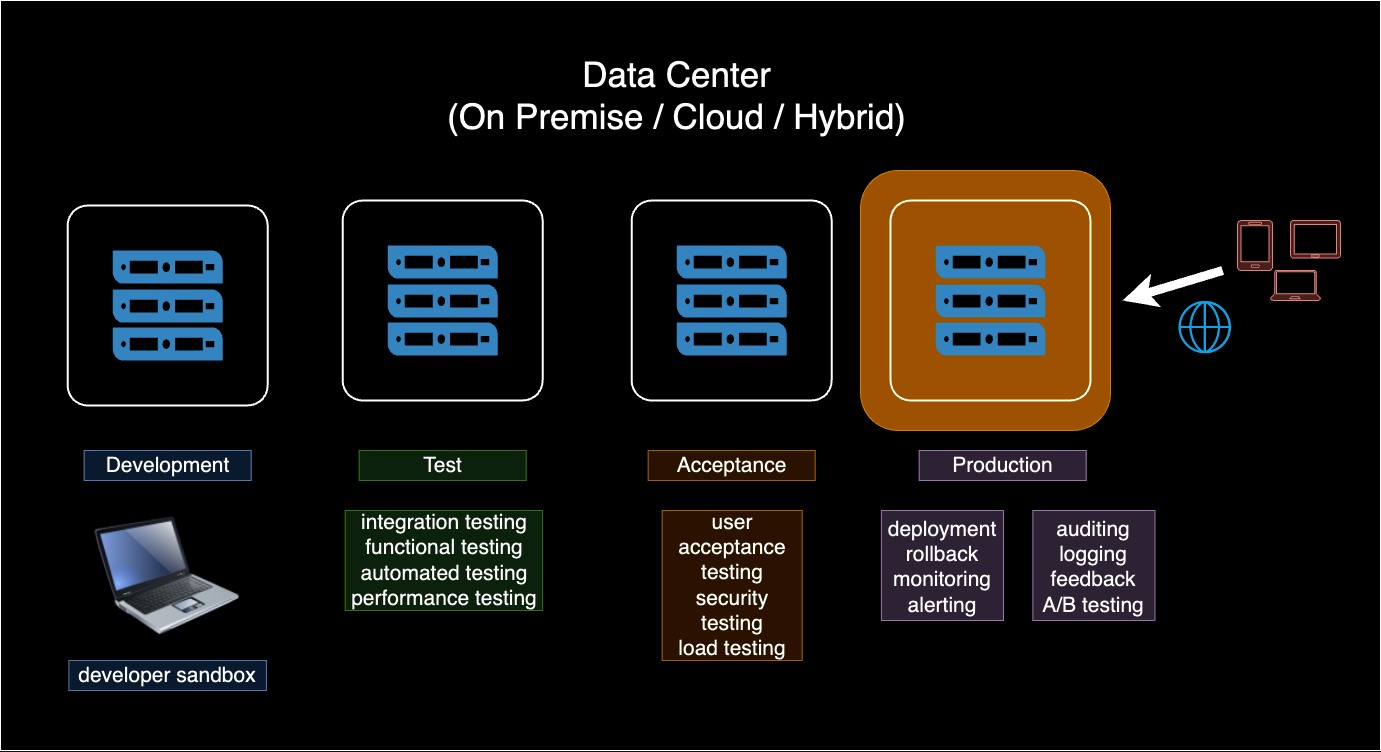 Data Center
(On Premise / Cloud / Hybrid)
Development
Test
Acceptance
Production
developer sandbox
integration testing
functional testing
automated testing
performance testing
user
acceptance
testing
security
testing
load testing
deployment
rollback
monitoring
alerting
auditing
logging
feedback
A/B testing